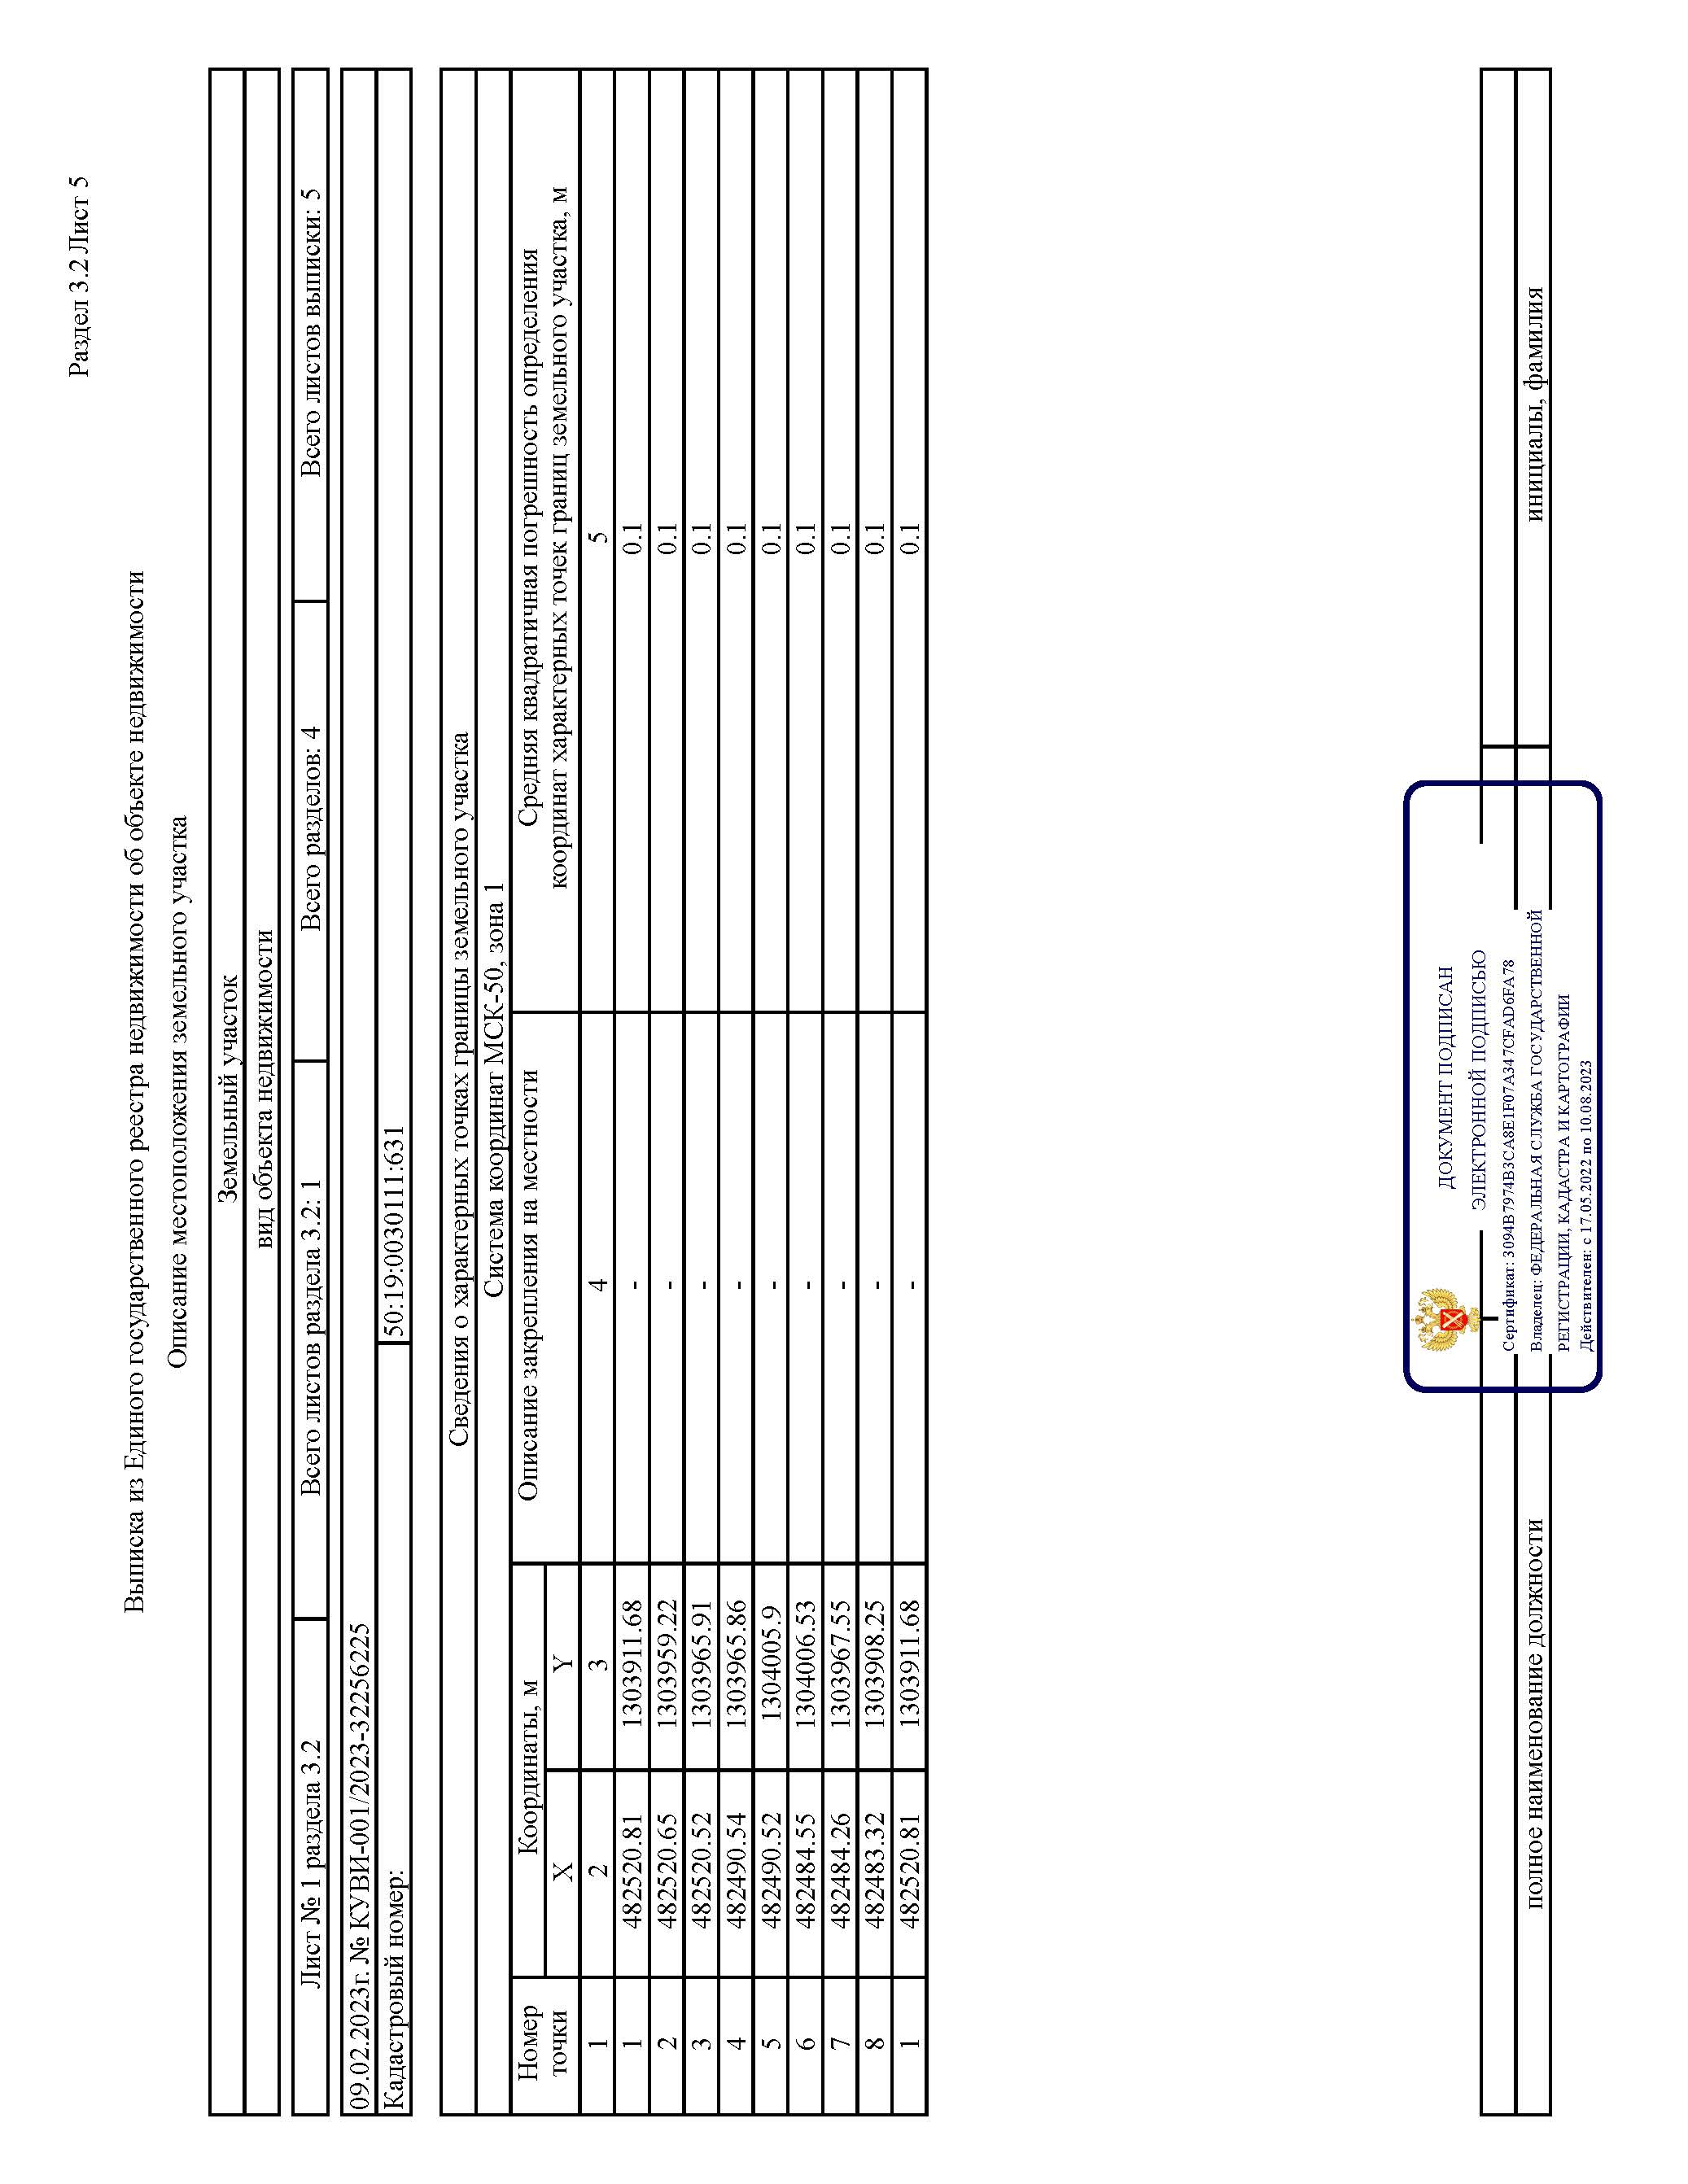 Раздел 3.2 Лист 5
Выписка из Единого государственного реестра недвижимости об объекте недвижимости
Описание местоположения земельного участка
Земельный участок
вид объекта недвижимости
Лист № 1 раздела 3.2 Всего листов раздела 3.2: 1 Всего разделов: 4 Всего листов выписки: 5
09.02.2023г. № КУВИ-001/2023-32256225
Кадастровый номер: 50:19:0030111:631
Сведения о характерных точках границы земельного участка
Система координат МСК-50, зона 1
Номер точки Координаты, м Описание закрепления на местности Средняя квадратичная погрешность определения
координат характерных точек границ земельного участка, м
X Y
1 2 3 4 5
1 482520.81 1303911.68 - 0.1
2 482520.65 1303959.22 - 0.1
3 482520.52 1303965.91 - 0.1
4 482490.54 1303965.86 - 0.1
5 482490.52 1304005.9 - 0.1
6 482484.55 1304006.53 - 0.1
7 482484.26 1303967.55 - 0.1
8 482483.32 1303908.25 - 0.1
1 482520.81 1303911.68 - 0.1
ДОКУМЕНТ ПОДПИСАН
ЭЛЕКТРОННОЙ ПОДПИСЬЮ
Сертификат: 3094B7974B3CA8E1F07A347CFAD6FA78
Владелец: ФЕДЕРАЛЬНАЯ СЛУЖБА ГОСУДАРСТВЕННОЙ
РЕГИСТРАЦИИ, КАДАСТРА И КАРТОГРАФИИ
Действителен: с 17.05.2022 по 10.08.2023
полное наименование должности инициалы, фамилия